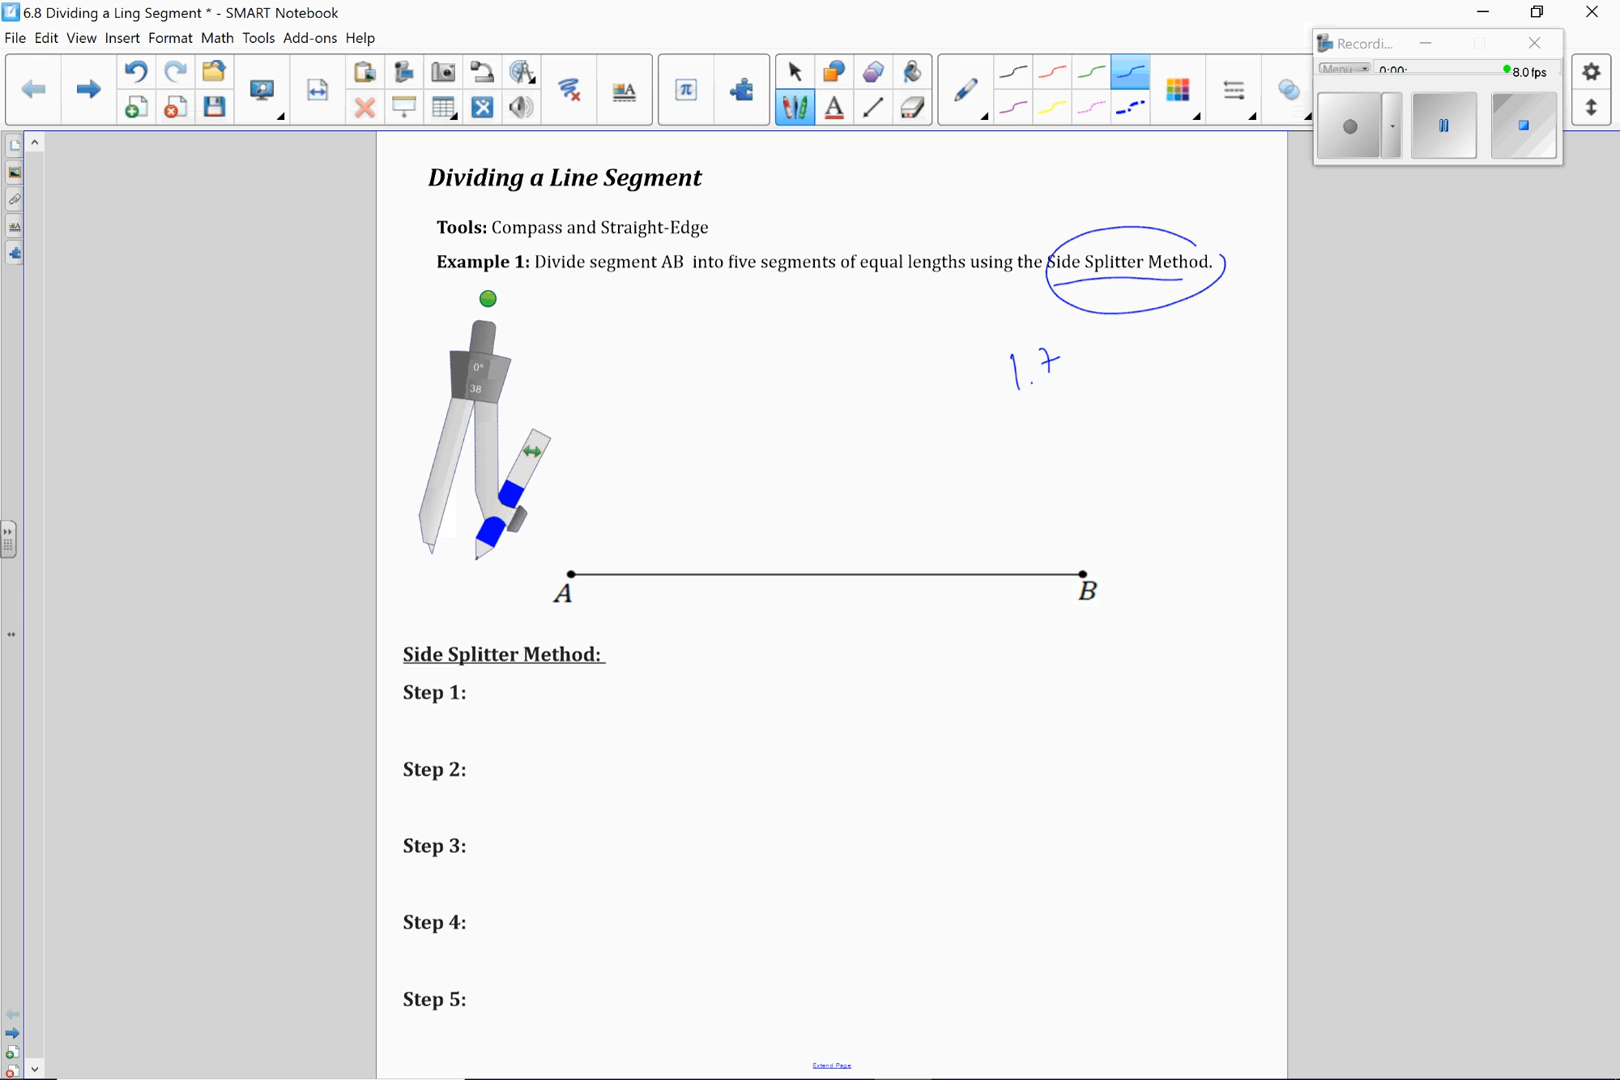 6.8 Dividing a Ling Segment * - SMART Notebook
File Edit View Insert Format Math Tools Add-ons Help
Recordi...
Menu 0:00: 8.0 fps
π
A
Dividing a Line Segment
Tools: Compass and Straight-Edge
Example 1: Divide segment AB into five segments of equal lengths using the Side Splitter Method.
1.7
0°
38
A B
Side Splitter Method:
Step 1:
Step 2:
Step 3:
Step 4:
Step 5:
Extend Page